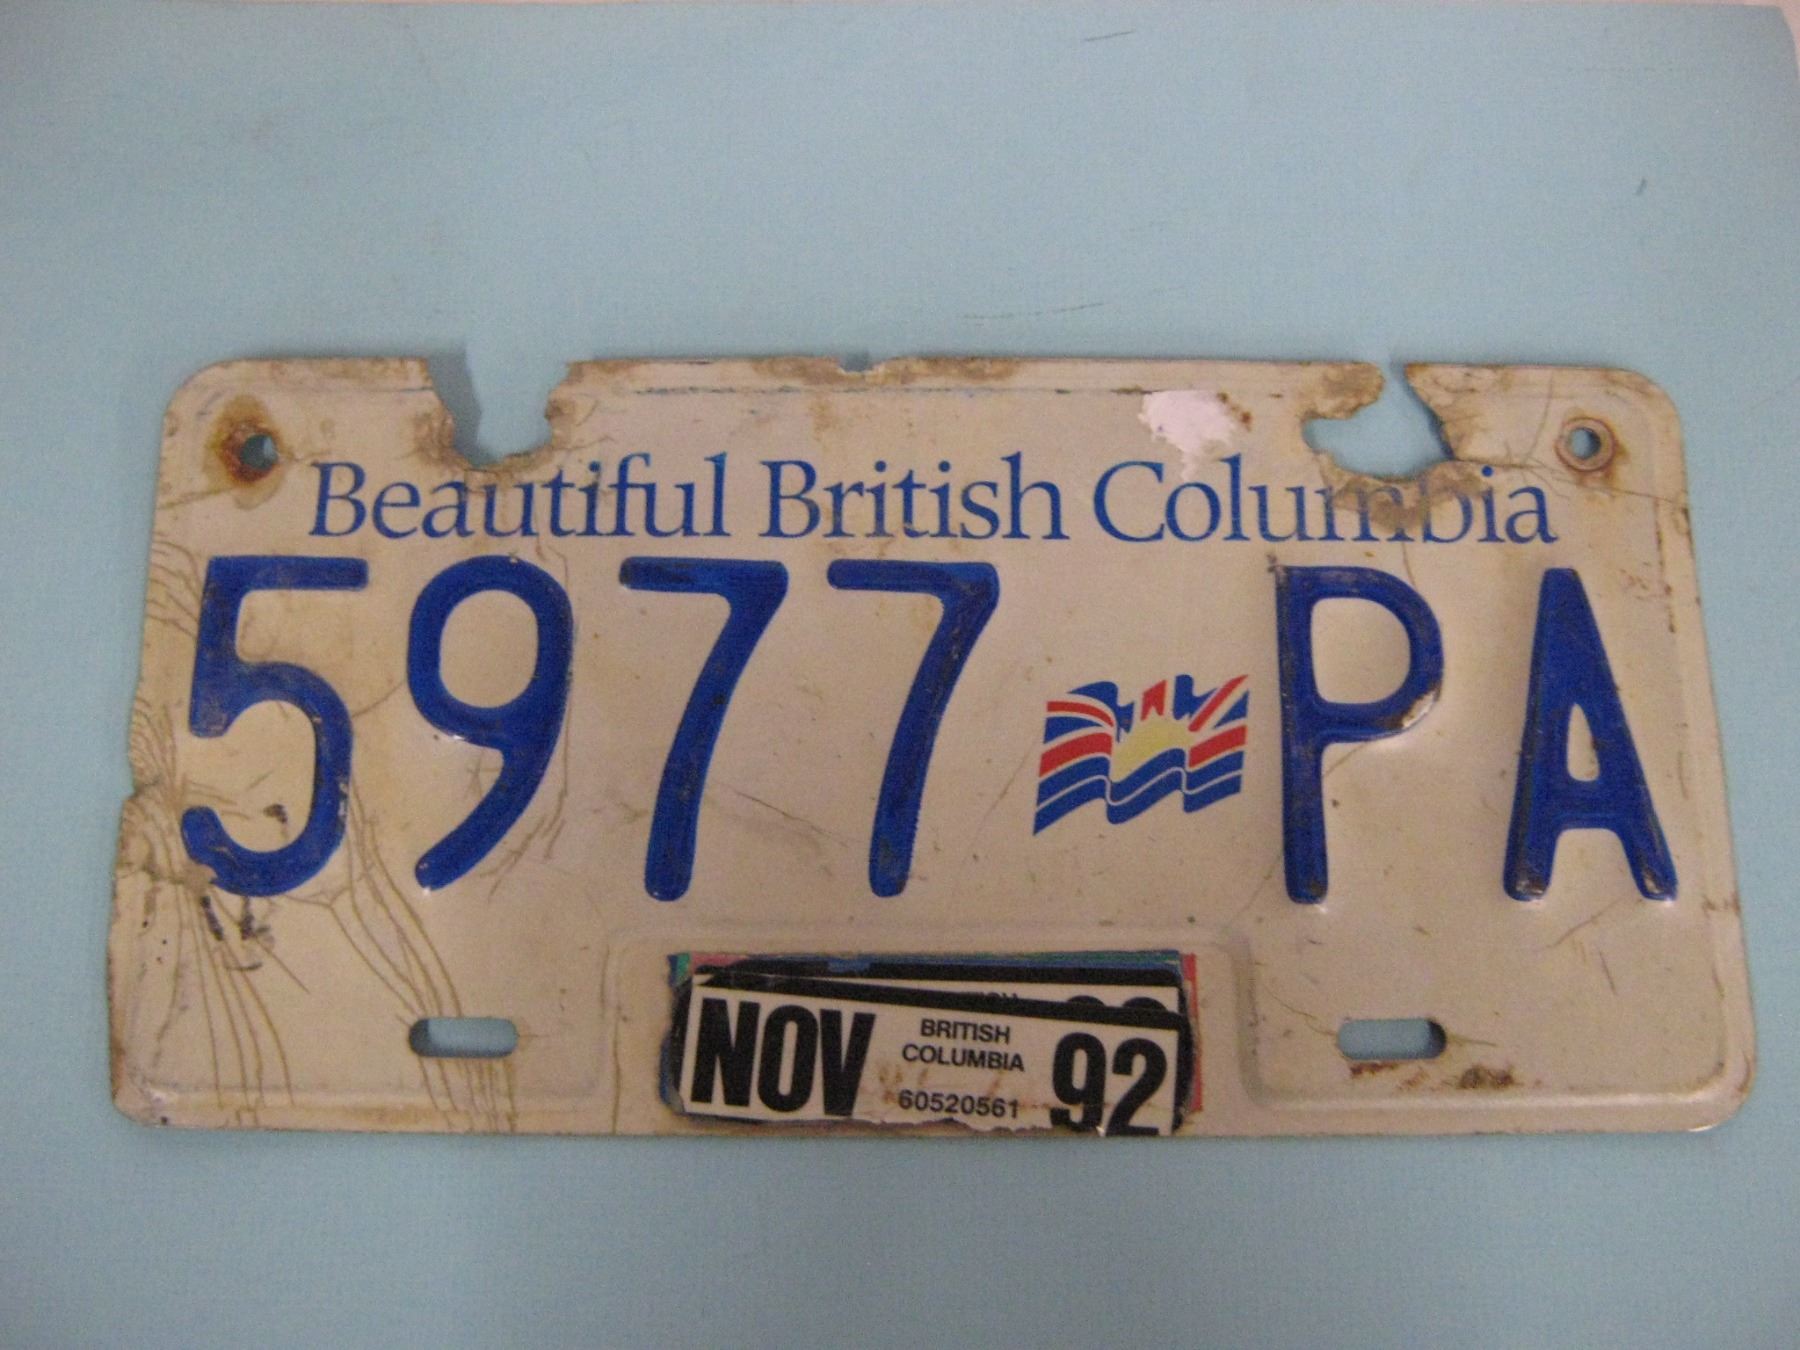 Beautiful British Columbia
5977 PA
NOV BRITISH COLUMBIA 60520561 92